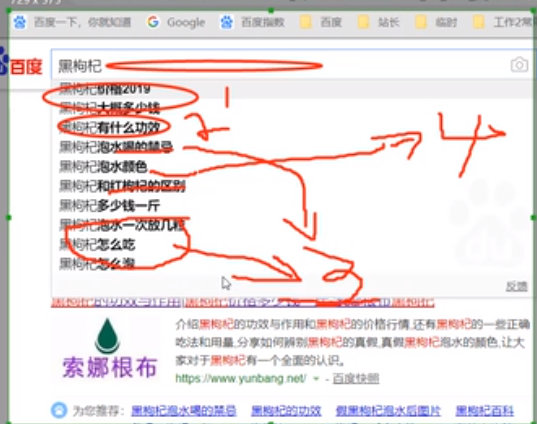 百度一下，你就知道 Google 百度指数 百度 站长 临时 工作2常
百度 黑枸杞
黑枸杞价格2019
1
黑枸杞大概多少钱
黑枸杞有什么功效
2
黑枸杞泡水喝的禁忌
4
黑枸杞泡水颜色
黑枸杞和红枸杞的区别
黑枸杞多少钱一斤
黑枸杞泡水一次放几粒
黑枸杞怎么吃
黑枸杞怎么泡
3
反馈
黑枸杞的功效与作用
索娜根布
介绍黑枸杞的功效与作用和黑枸杞的价格行情,还有黑枸杞的一些正确
吃法和用量,分享如何辨别黑枸杞的真假,真假黑枸杞泡水的颜色,让大
家对于黑枸杞有一个全面的认识。
https://www.yunbang.net/ - 百度快照
为您推荐： 黑枸杞泡水喝的禁忌 黑枸杞的功效 假黑枸杞泡水后图片 黑枸杞百科